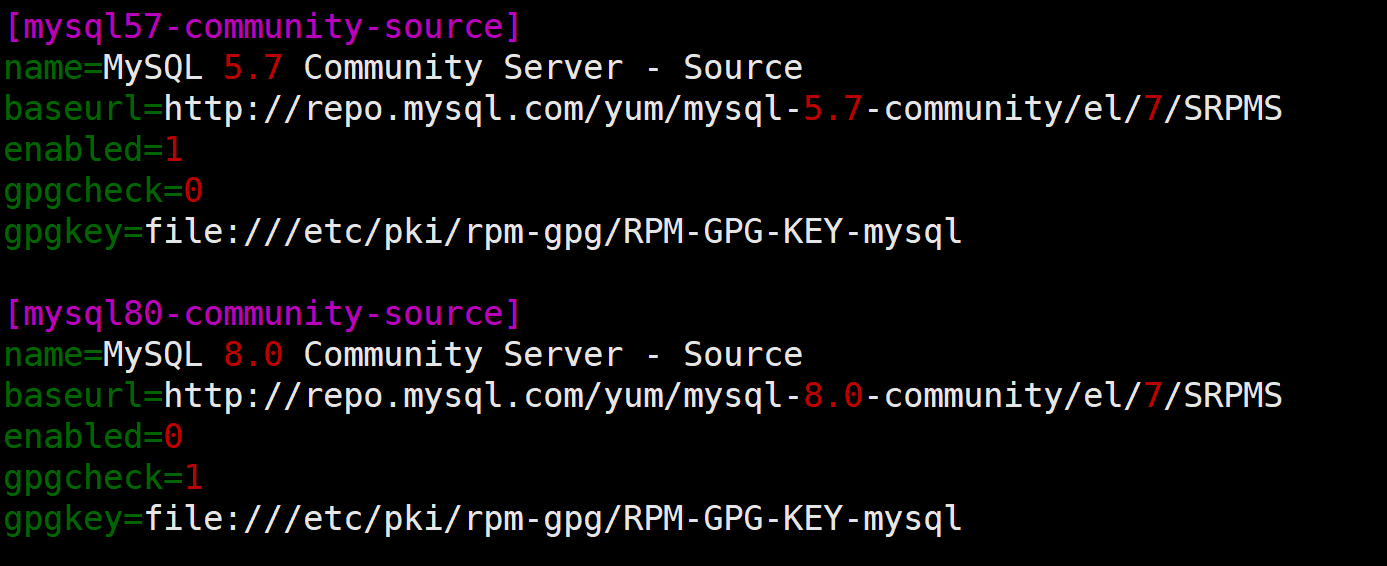 [mysql57-community-source]
name=MySQL 5.7 Community Server - Source
baseurl=http://repo.mysql.com/yum/mysql-5.7-community/el/7/SRPMS
enabled=1
gpgcheck=0
gpgkey=file:///etc/pki/rpm-gpg/RPM-GPG-KEY-mysql

[mysql80-community-source]
name=MySQL 8.0 Community Server - Source
baseurl=http://repo.mysql.com/yum/mysql-8.0-community/el/7/SRPMS
enabled=0
gpgcheck=1
gpgkey=file:///etc/pki/rpm-gpg/RPM-GPG-KEY-mysql